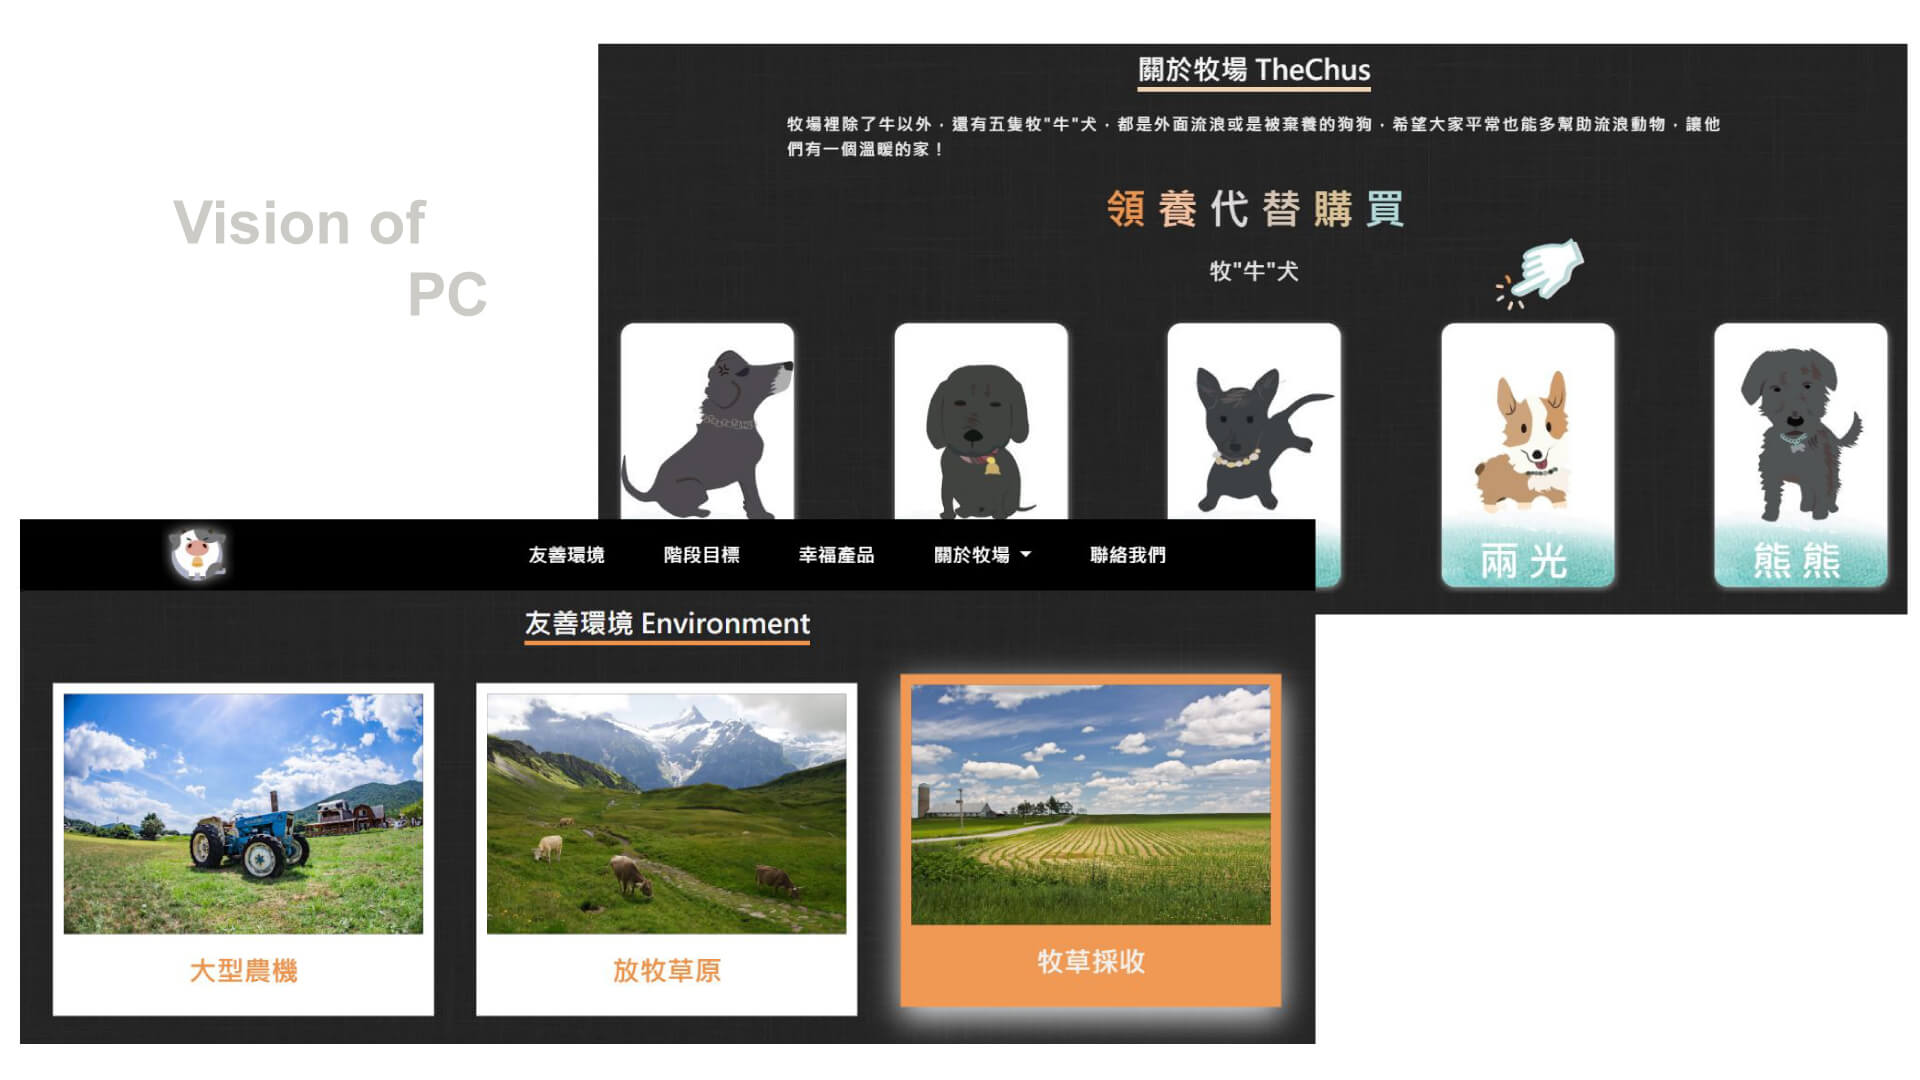 Vision of
PC
關於牧場 TheChus
牧場裡除了牛以外，還有五隻牧"牛"犬，都是外面流浪或是被棄養的狗狗，希望大家平常也能多幫助流浪動物，讓他
們有一個溫暖的家！
領養代替購買
牧"牛"犬
兩光
熊熊
友善環境 階段目標 幸福產品 關於牧場 聯絡我們
友善環境 Environment
大型農機
放牧草原
牧草採收